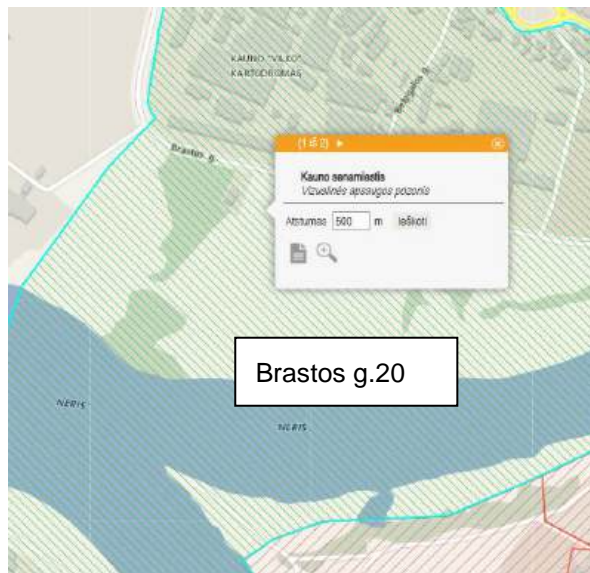 KAUNO "VILKO"
KARTODROMAS
Brastos g.
(1 iš 2)
Kauno senamiestis
Vizualinės apsaugos pozonis
Atstumas 500 m Ieškoti
Brastos g.20
NERIS
NERIS